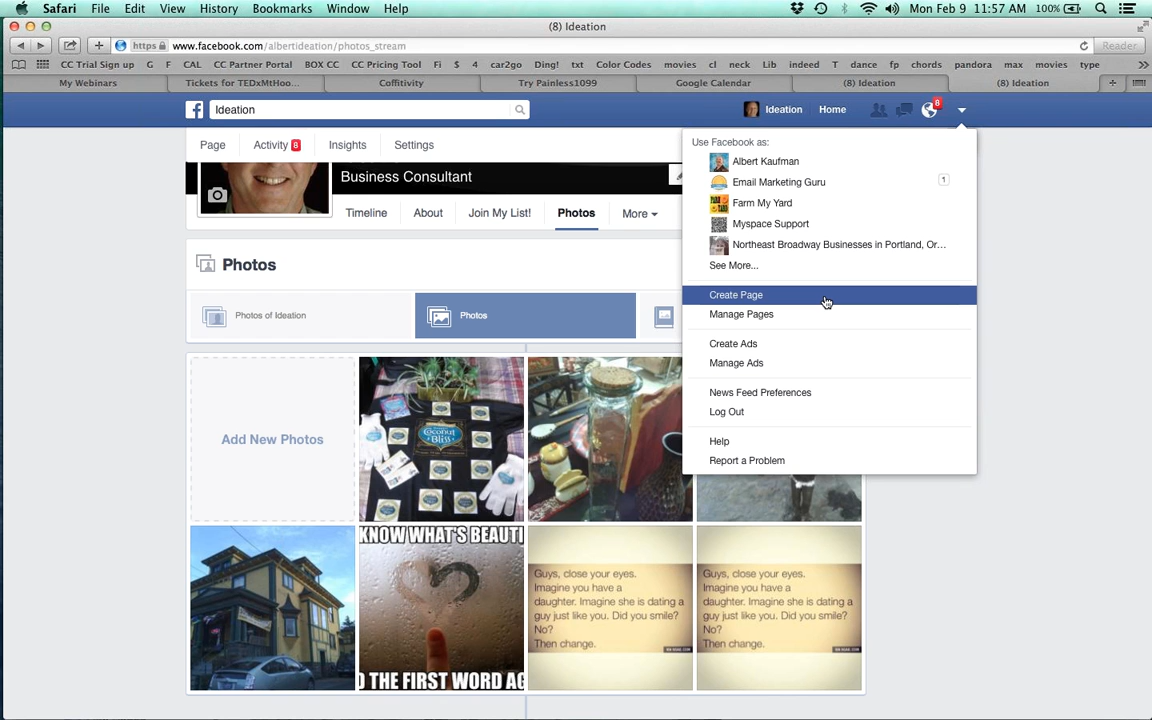 Safari File Edit View History Bookmarks Window Help Mon Feb 9 11:57 AM 100%
(8) Ideation
https www.facebook.com/albertideation/photos_stream Reader
CC Trial Sign up G F CAL CC Partner Portal BOX CC CC Pricing Tool Fi $ 4 car2go Ding! txt Color Codes movies cl neck Lib indeed T dance fp chords pandora max movies type
My Webinars Tickets for TEDxMtHoo... Coffitivity Try Painless1099 Google Calendar (8) Ideation (8) Ideation
Ideation Ideation Home 8
Page Activity 8 Insights Settings
Business Consultant
Timeline About Join My List! Photos More
Photos
Photos of Ideation Photos
Use Facebook as:
Albert Kaufman
Email Marketing Guru 1
Farm My Yard
Myspace Support
Northeast Broadway Businesses in Portland, Or...
See More...
Create Page
Manage Pages
Create Ads
Manage Ads
News Feed Preferences
Log Out
Help
Report a Problem
Add New Photos
Coconut
Bliss
KNOW WHAT'S BEAUTI
O THE FIRST WORD AG
Guys, close your eyes.
Imagine you have a
daughter. Imagine she is dating a
guy just like you. Did you smile?
No?
Then change.
Guys, close your eyes.
Imagine you have a
daughter. Imagine she is dating a
guy just like you. Did you smile?
No?
Then change.